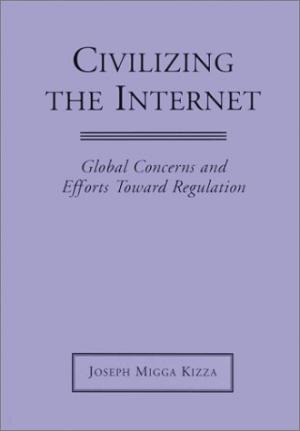 CIVILIZING
THE INTERNET
Global Concerns and
Efforts Toward Regulation
JOSEPH MIGGA KIZZA